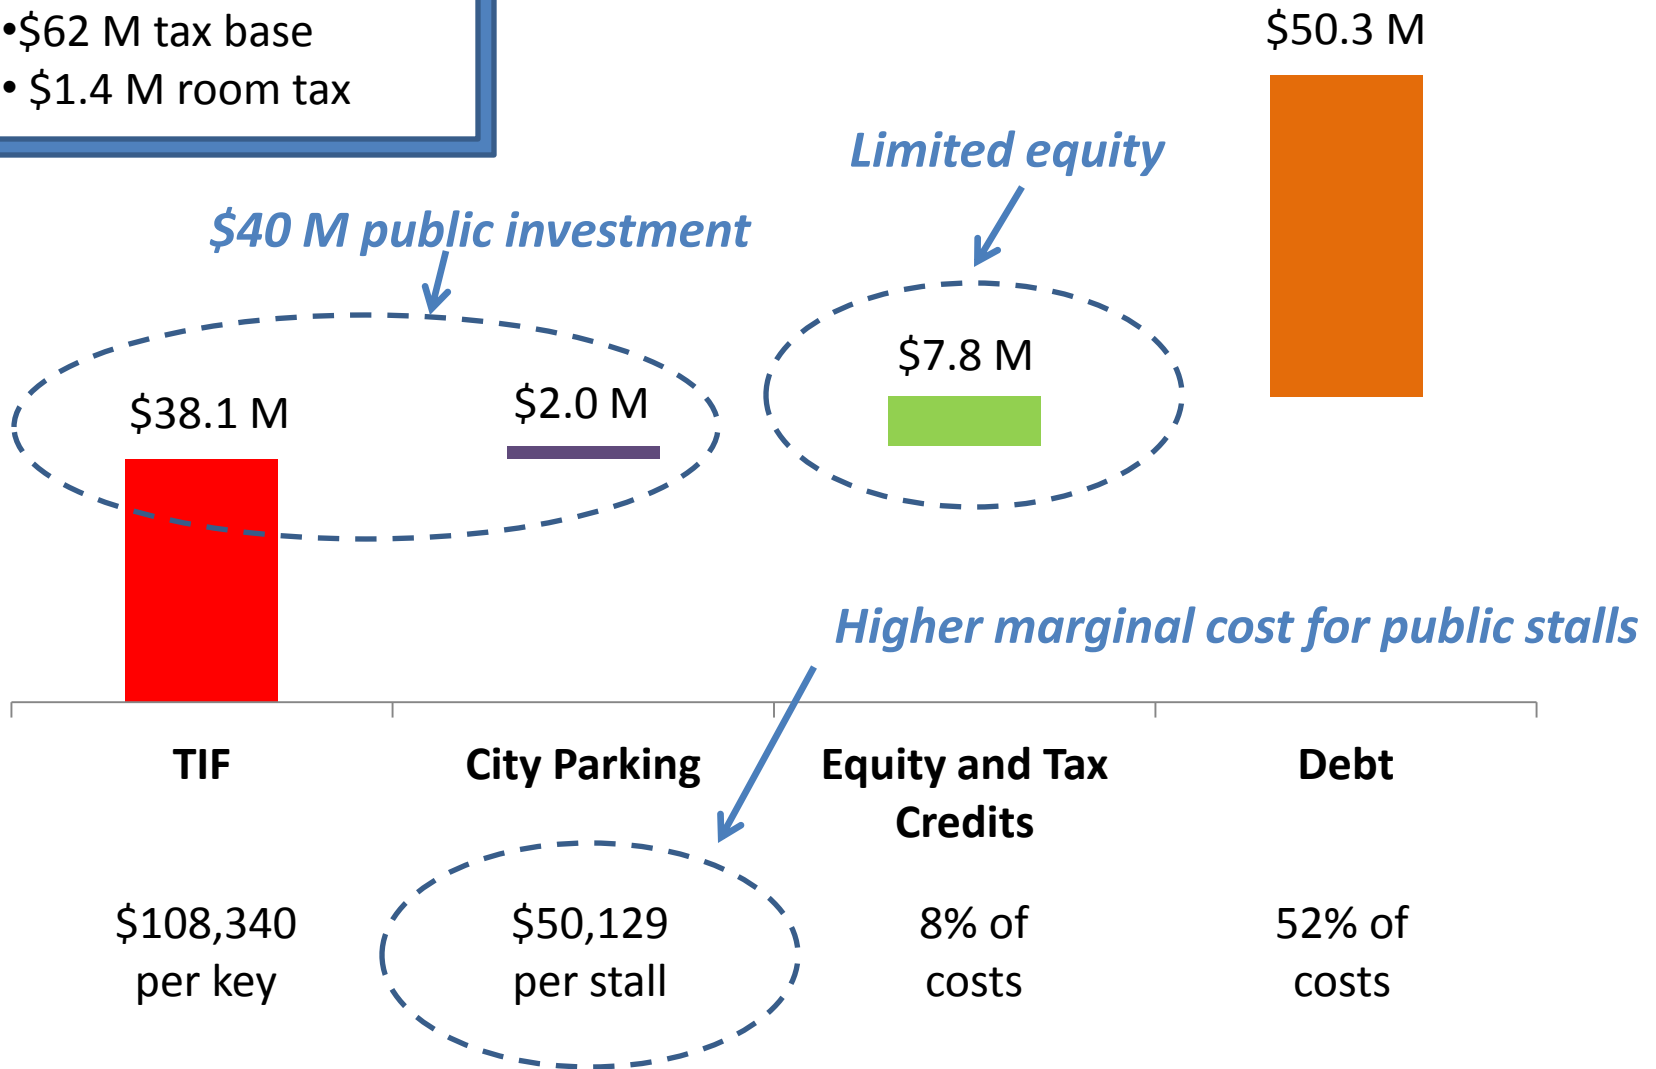 •$62 M tax base
• $1.4 M room tax
$50.3 M
Limited equity
$40 M public investment
$7.8 M
$38.1 M
$2.0 M
Higher marginal cost for public stalls
TIF
City Parking
Equity and Tax
Credits
Debt
$108,340
per key
$50,129
per stall
8% of
costs
52% of
costs